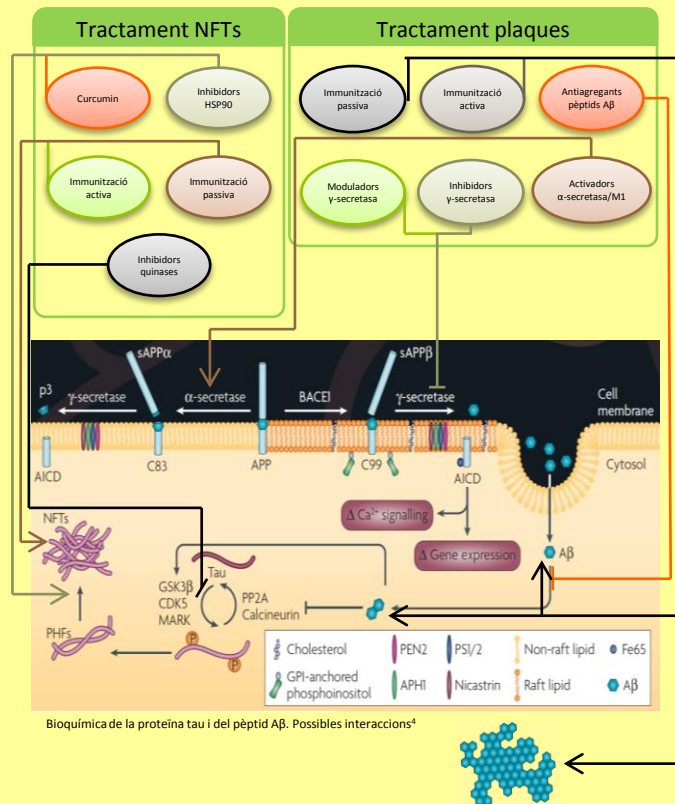 Tractament NFTs
Tractament plaques
Curcumin
Inhibidors
HSP90
Immunització
passiva
Immunització
activa
Antiagregants
pèptids Aβ
Immunització
activa
Immunització
passiva
Moduladors
γ-secretasa
Inhibidors
γ-secretasa
Activadors
α-secretasa/M1
Inhibidors
quinases
sAPPα
sAPPβ
p3
γ-secretase
α-secretase
BACE1
γ-secretase
Cell
membrane
Cytosol
AICD
C83
APP
C99
AICD
NFTs
Δ Ca²⁺ signalling
Δ Gene expression
Aβ
Tau
GSK3β
CDK5
MARK
PP2A
Calcineurin
PHFs
P
P
Cholesterol
PEN2
PS1/2
Non-raft lipid
Fe65
GPI-anchored
phosphoinositol
APH1
Nicastrin
Raft lipid
Aβ
Bioquímica de la proteïna tau i del pèptid Aβ. Possibles interaccions⁴